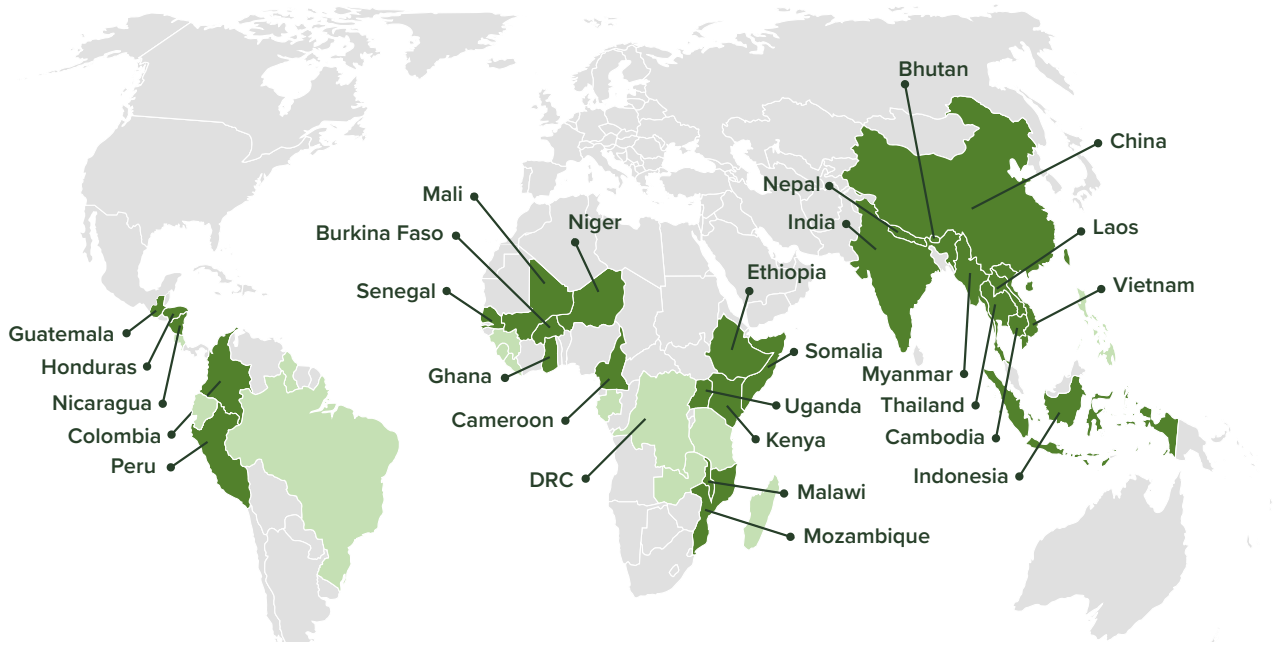 Bhutan
China
Nepal
Mali
Niger
India
Laos
Burkina Faso
Ethiopia
Vietnam
Senegal
Guatemala
Somalia
Honduras
Myanmar
Ghana
Nicaragua
Uganda
Thailand
Cameroon
Colombia
Kenya
Cambodia
Peru
DRC
Indonesia
Malawi
Mozambique